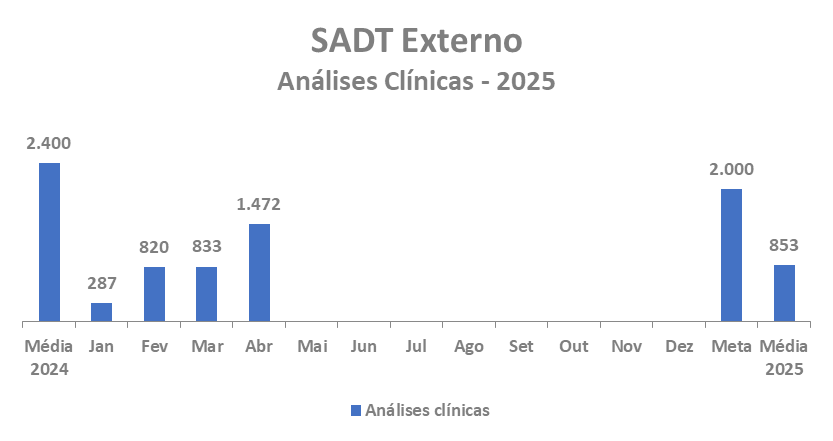 SADT Externo
Análises Clínicas - 2025
2.400
287
820
833
1.472
2.000
853
Média 2024
Jan
Fev
Mar
Abr
Mai
Jun
Jul
Ago
Set
Out
Nov
Dez
Meta
Média 2025
Análises clínicas